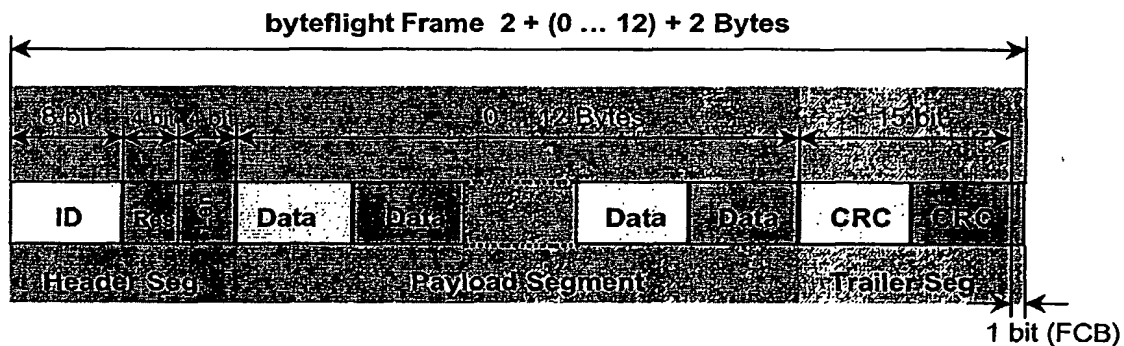 byteflight Frame 2 + (0 ... 12) + 2 Bytes
8 bit 4 bit 4 bit 0 ... 12 Bytes 15 bit
ID Res Data Data Data Data CRC CRC
Header Seg Payload Segment Trailer Seg
1 bit (FCB)